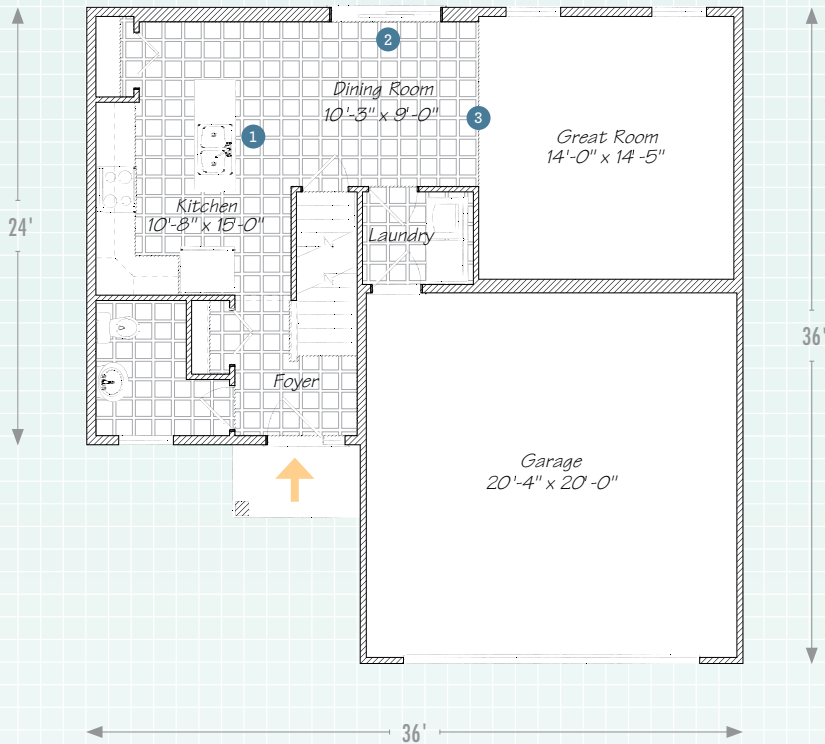 2
Dining Room
10'-3" x 9'-0"
3
1
Great Room
14'-0" x 14'-5"
Kitchen
10'-8" x 15'-0"
24'
Laundry
36'
Foyer
Garage
20'-4" x 20'-0"
36'